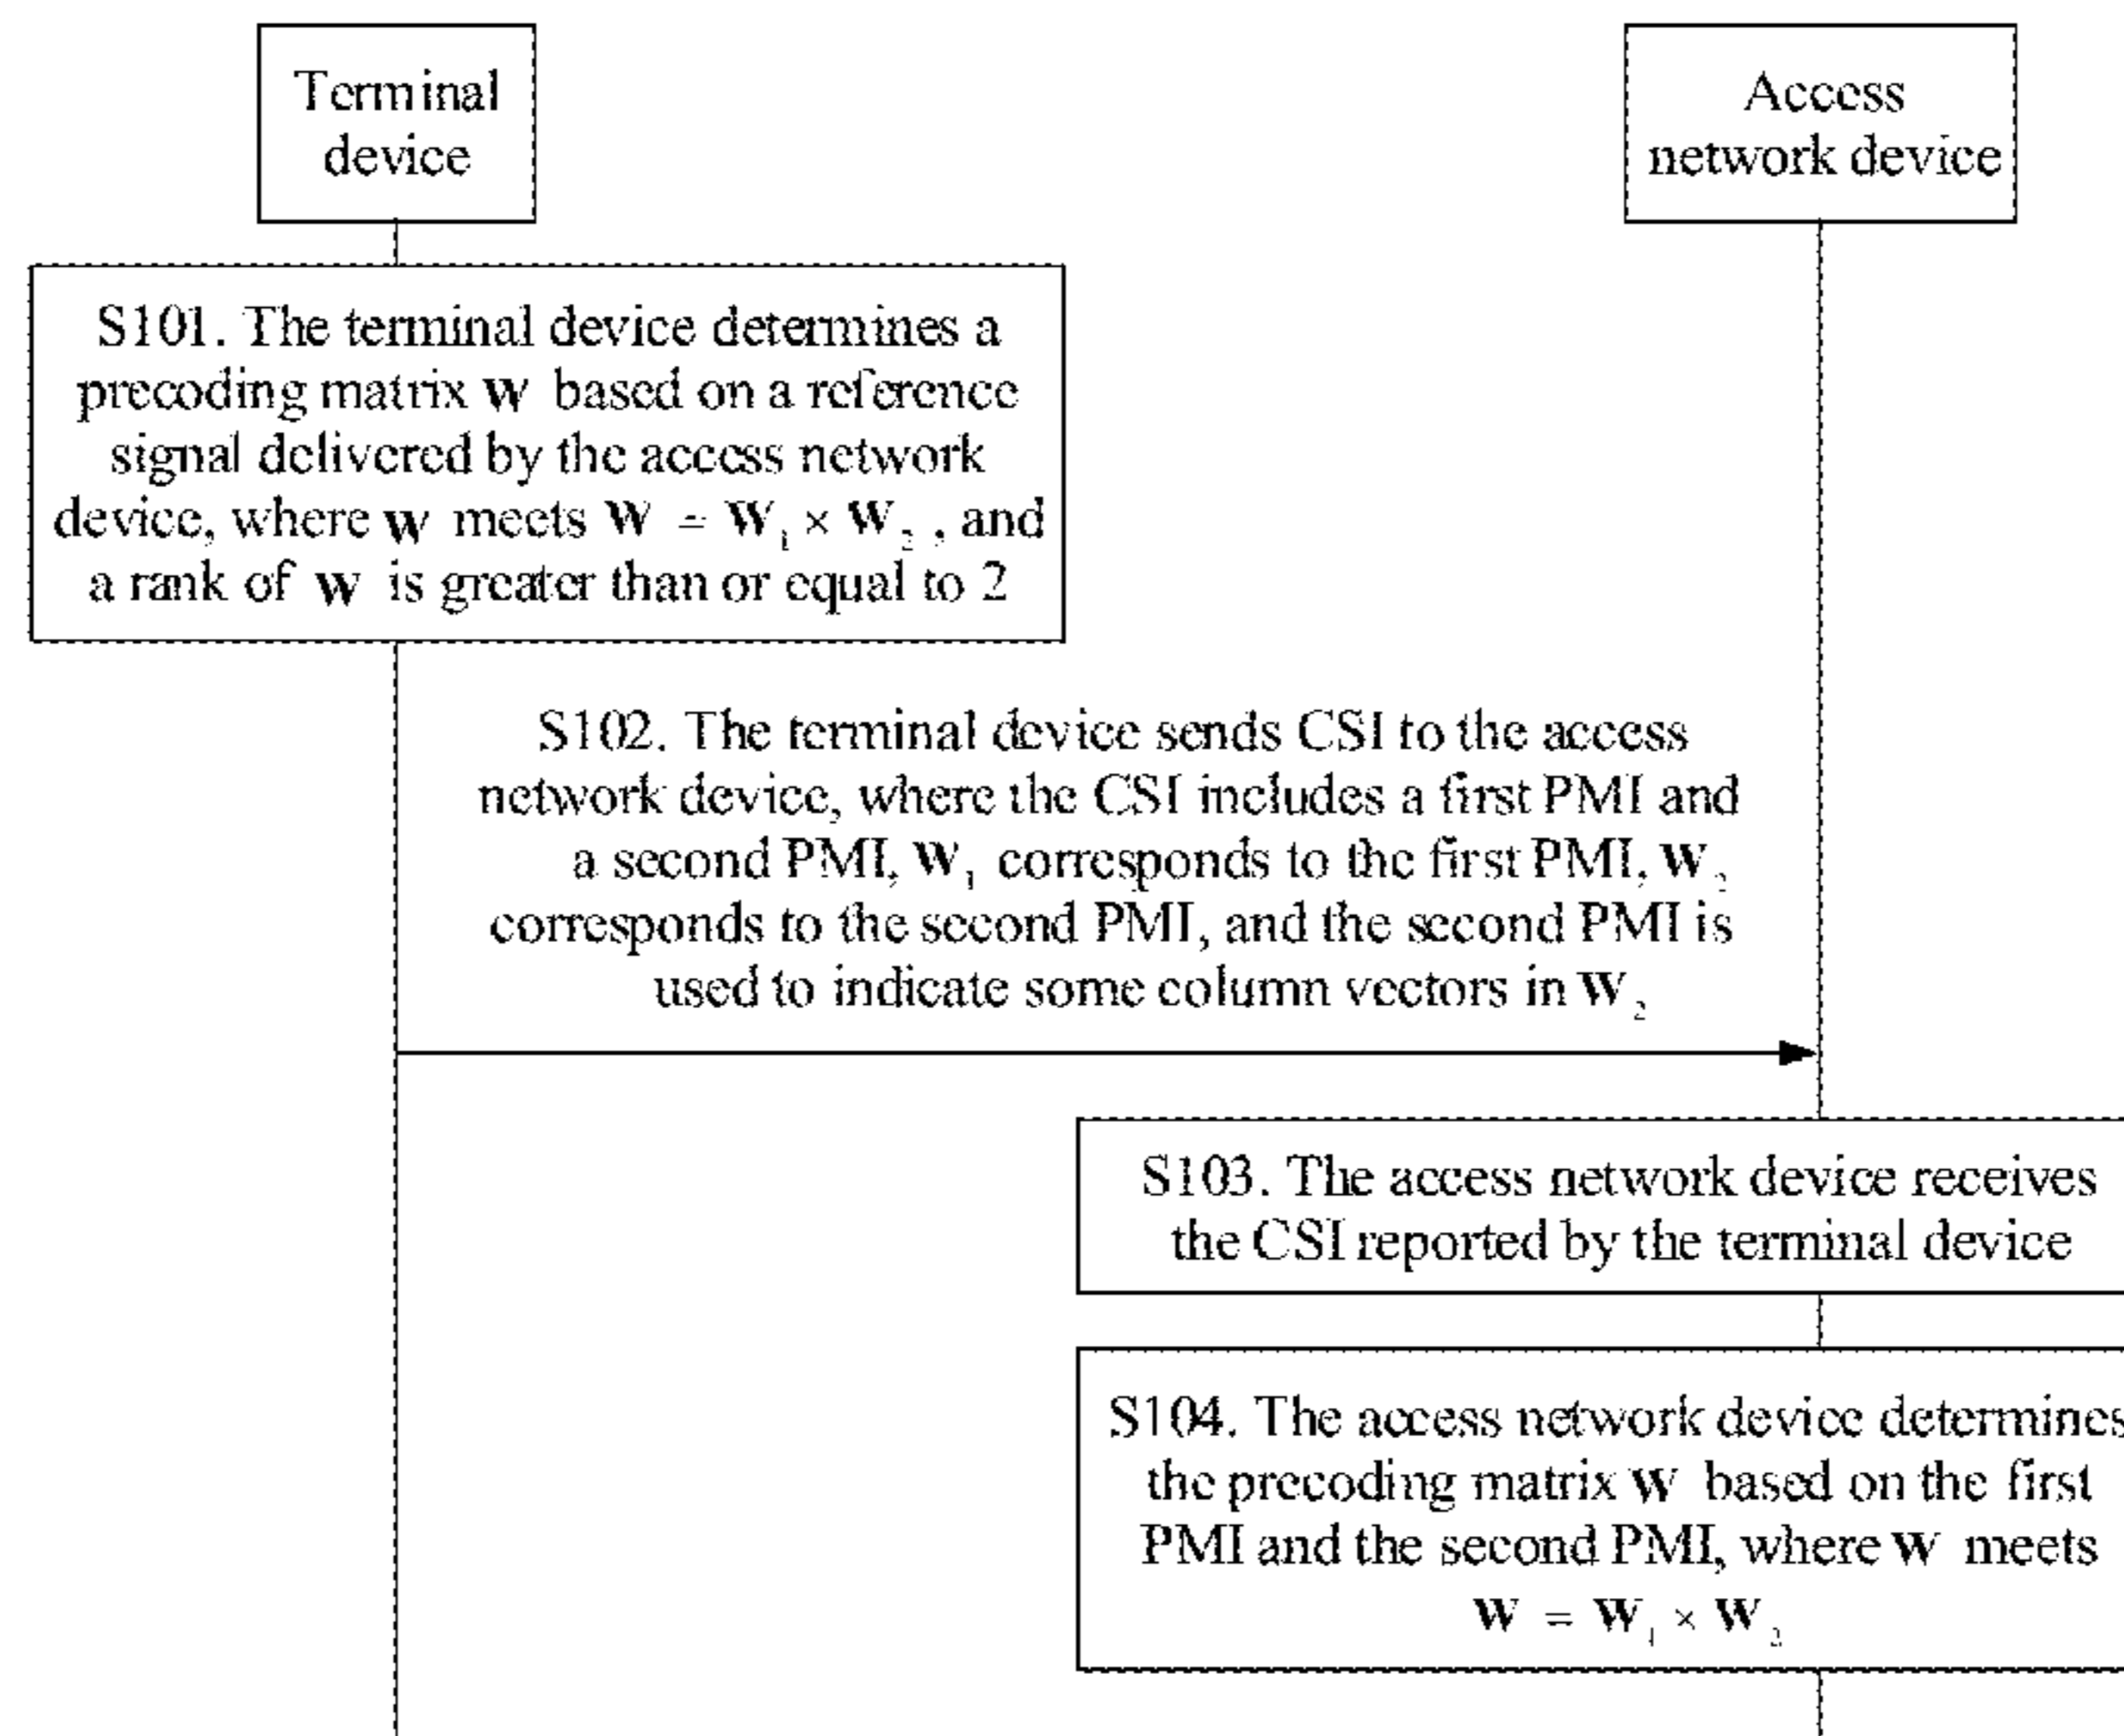 Terminal
device
Access
network device
S101. The terminal device determines a
precoding matrix W based on a reference
signal delivered by the access network
device, where W meets W = W₁ × W₂, and
a rank of W is greater than or equal to 2
S102. The terminal device sends CSI to the access
network device, where the CSI includes a first PMI and
a second PMI, W₁ corresponds to the first PMI, W₂
corresponds to the second PMI, and the second PMI is
used to indicate some column vectors in W₂
S103. The access network device receives
the CSI reported by the terminal device
S104. The access network device determines
the precoding matrix W based on the first
PMI and the second PMI, where W meets
W = W₁ × W₂